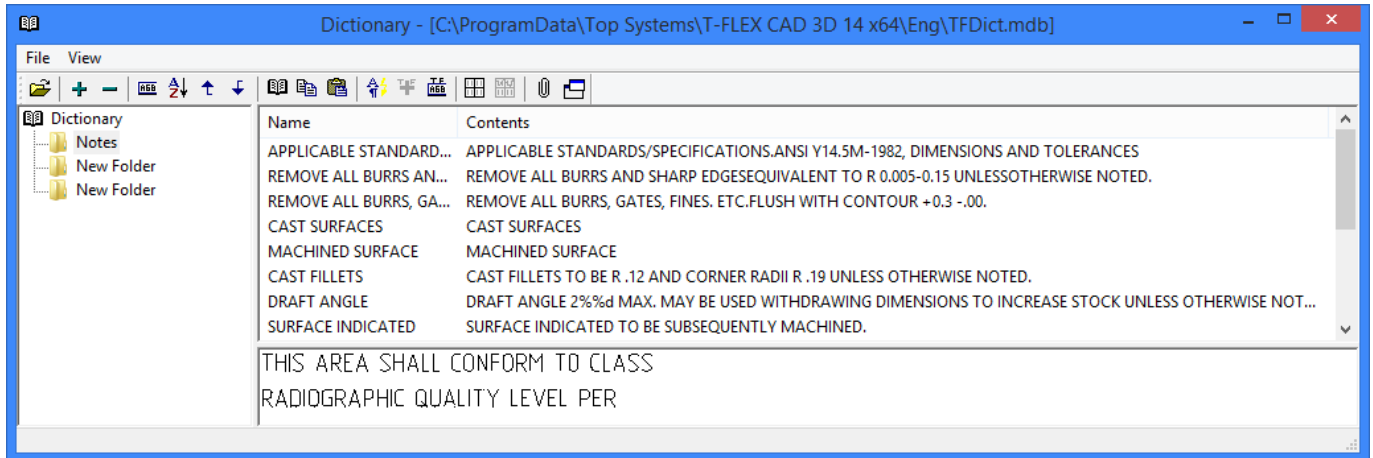 Dictionary - [C:\ProgramData\Top Systems\T-FLEX CAD 3D 14 x64\Eng\TFDict.mdb]
File View
Dictionary
Notes
New Folder
New Folder
Name Contents
APPLICABLE STANDARD... APPLICABLE STANDARDS/SPECIFICATIONS.ANSI Y14.5M-1982, DIMENSIONS AND TOLERANCES
REMOVE ALL BURRS AN... REMOVE ALL BURRS AND SHARP EDGESEQUIVALENT TO R 0.005-0.15 UNLESSOTHERWISE NOTED.
REMOVE ALL BURRS, GA... REMOVE ALL BURRS, GATES, FINES. ETC.FLUSH WITH CONTOUR +0.3 -.00.
CAST SURFACES CAST SURFACES
MACHINED SURFACE MACHINED SURFACE
CAST FILLETS CAST FILLETS TO BE R .12 AND CORNER RADII R .19 UNLESS OTHERWISE NOTED.
DRAFT ANGLE DRAFT ANGLE 2%%d MAX. MAY BE USED WITHDRAWING DIMENSIONS TO INCREASE STOCK UNLESS OTHERWISE NOT...
SURFACE INDICATED SURFACE INDICATED TO BE SUBSEQUENTLY MACHINED.
THIS AREA SHALL CONFORM TO CLASS
RADIOGRAPHIC QUALITY LEVEL PER